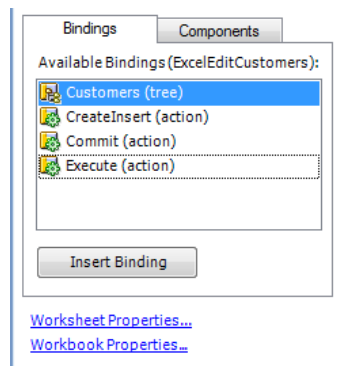 Bindings Components
Available Bindings (ExcelEditCustomers):
Customers (tree)
CreateInsert (action)
Commit (action)
Execute (action)
Insert Binding
Worksheet Properties...
Workbook Properties...